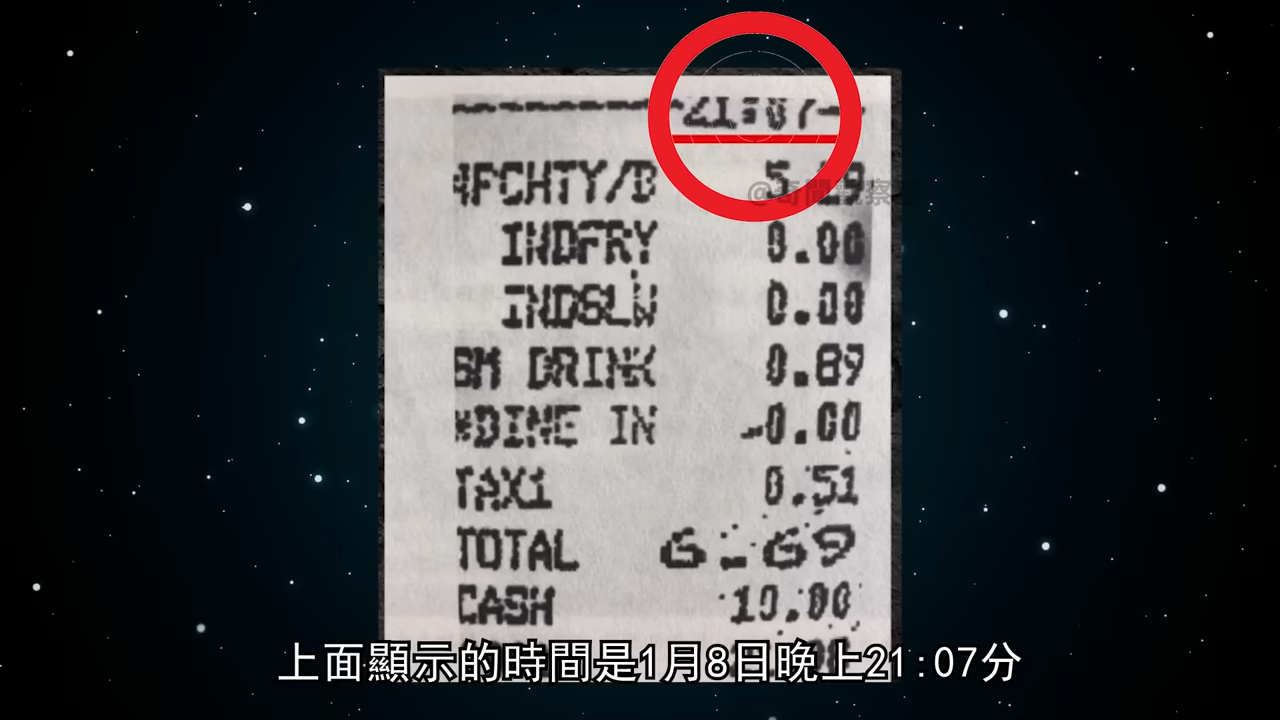 21:07
INDFRY 0.00
INDSLW 0.00
SM DRINK 0.89
*DINE IN -0.00
TAX1 0.51
TOTAL 6.69
CASH 10.00
上面顯示的時間是1月8日晚上21:07分